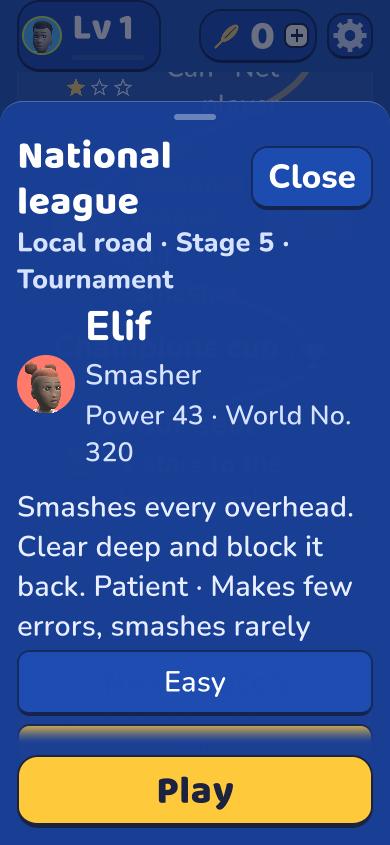 Lv 1
0
National
league
Close
Local road · Stage 5 ·
Tournament
Elif
Smasher
Power 43 · World No.
320
Smashes every overhead.
Clear deep and block it
back. Patient · Makes few
errors, smashes rarely
Easy
Play